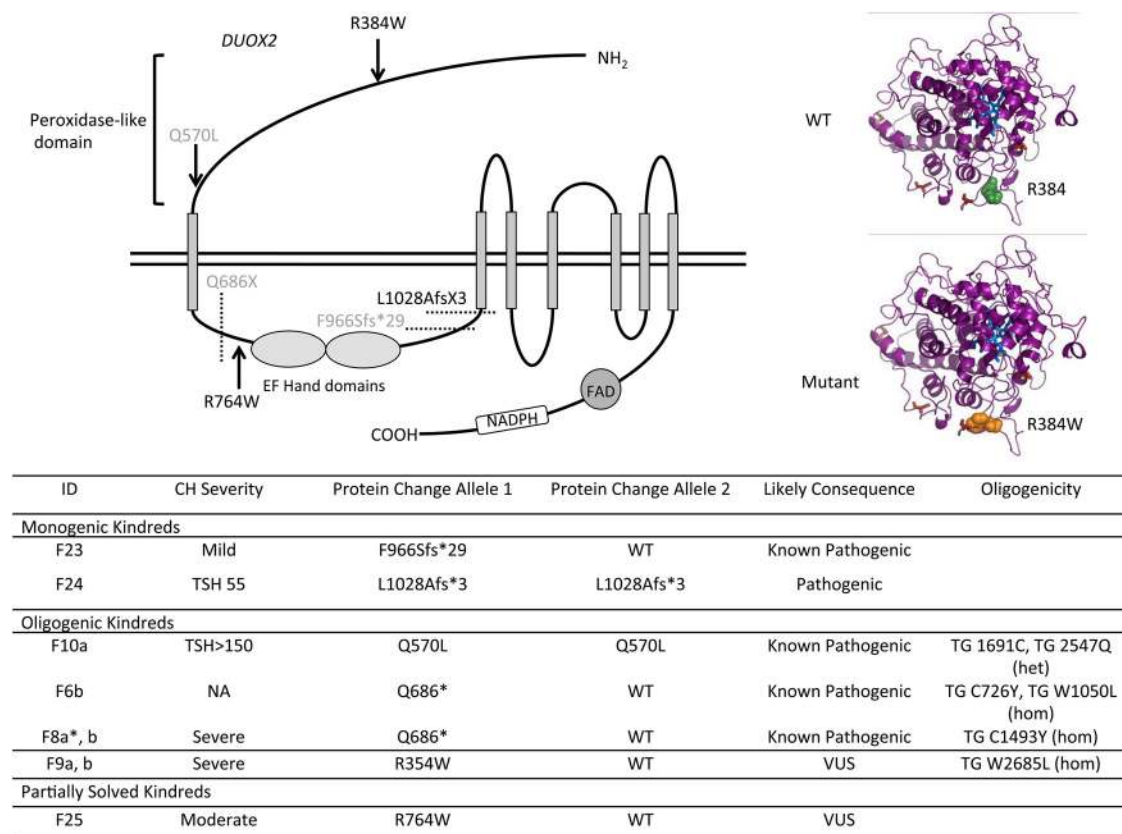 DUOX2
R384W
NH2
Peroxidase-like
domain
Q570L
Q686X
L1028AfsX3
F966Sfs*29
EF Hand domains
R764W
FAD
NADPH
COOH
WT
R384
Mutant
R384W
ID CH Severity Protein Change Allele 1 Protein Change Allele 2 Likely Consequence Oligogenicity
Monogenic Kindreds
F23 Mild F966Sfs*29 WT Known Pathogenic
F24 TSH 55 L1028Afs*3 L1028Afs*3 Pathogenic
Oligogenic Kindreds
F10a TSH>150 Q570L Q570L Known Pathogenic TG 1691C, TG 2547Q
(het)
F6b NA Q686* WT Known Pathogenic TG C726Y, TG W1050L
(hom)
F8a*, b Severe Q686* WT Known Pathogenic TG C1493Y (hom)
F9a, b Severe R354W WT VUS TG W2685L (hom)
Partially Solved Kindreds
F25 Moderate R764W WT VUS